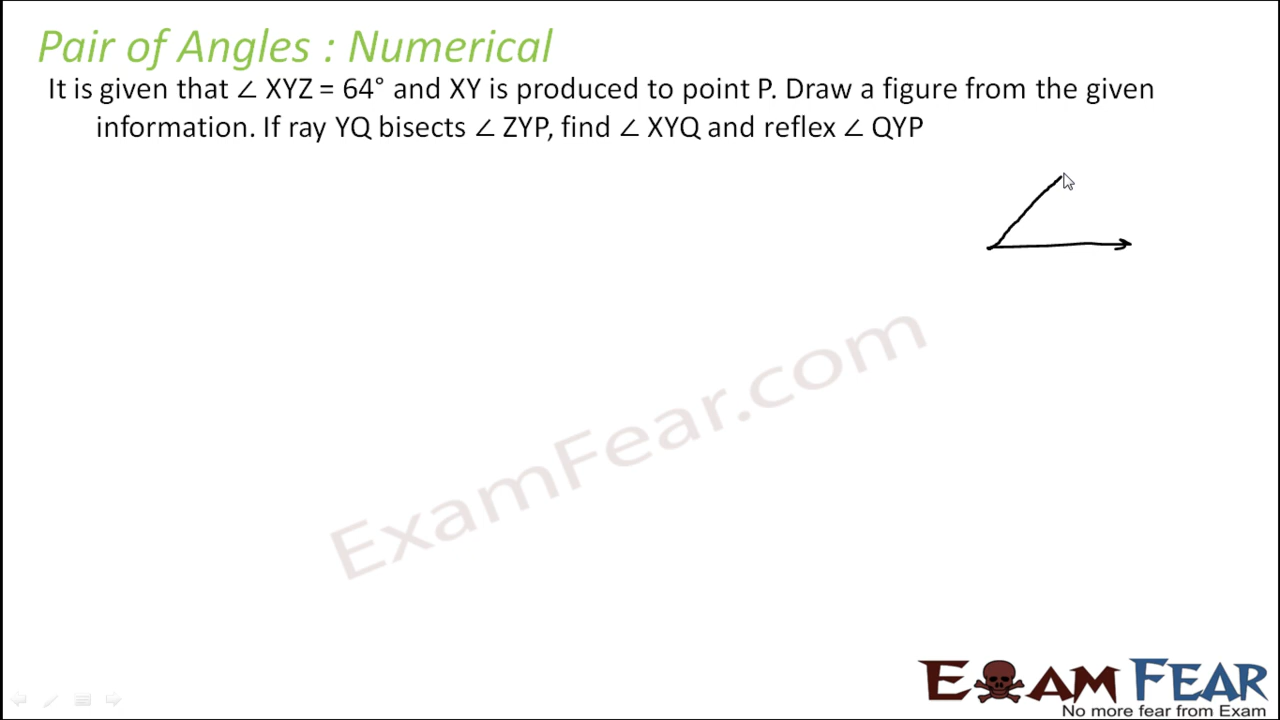 Pair of Angles : Numerical
It is given that ∠ XYZ = 64° and XY is produced to point P. Draw a figure from the given
information. If ray YQ bisects ∠ ZYP, find ∠ XYQ and reflex ∠ QYP
ExamFear.com
EXAM FEAR
No more fear from Exam